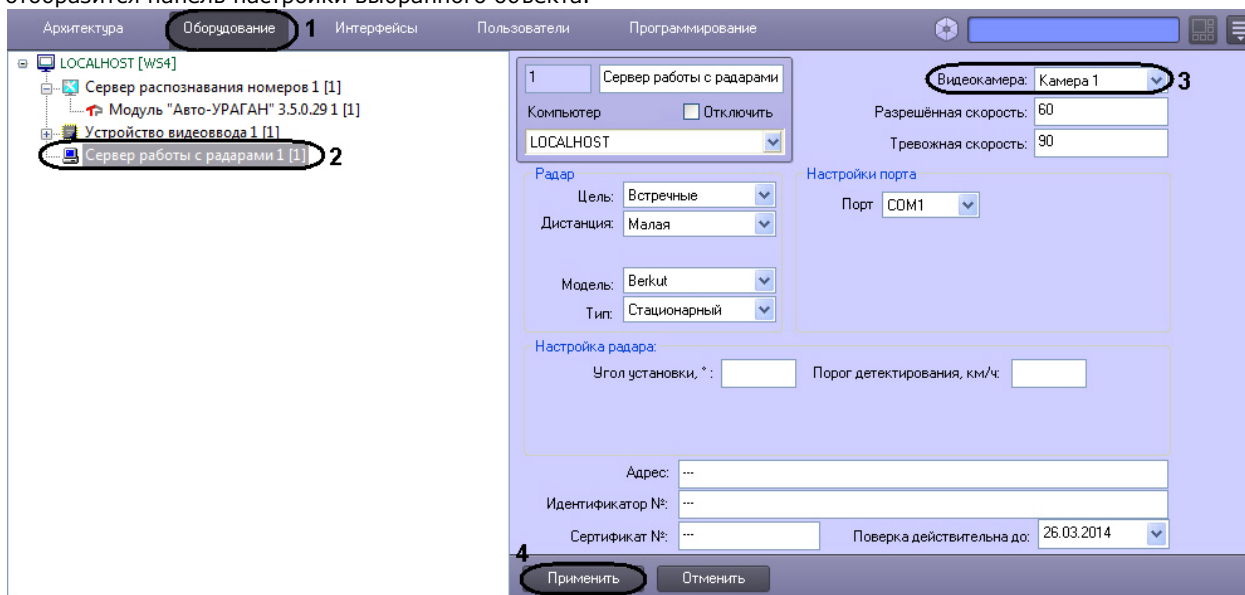 отобразится панель настройки выбранного объекта.
Архитектура Оборудование 1 Интерфейсы Пользователи Программирование
LOCALHOST [WS4]
Сервер распознавания номеров 1 [1]
Модуль "Авто-УРАГАН" 3.5.0.29 1 [1]
Устройство видеоввода 1 [1]
Сервер работы с радарами 1 [1] 2
1 Сервер работы с радарами
Компьютер Отключить
LOCALHOST
Видеокамера: Камера 1 3
Разрешённая скорость: 60
Тревожная скорость: 90
Радар
Цель: Встречные
Дистанция: Малая
Модель: Berkut
Тип: Стационарный
Настройки порта
Порт COM1
Настройка радара:
Угол установки, °: Порог детектирования, км/ч:
Адрес: ---
Идентификатор №: ---
Сертификат №: --- Поверка действительна до: 26.03.2014
4
Применить Отменить